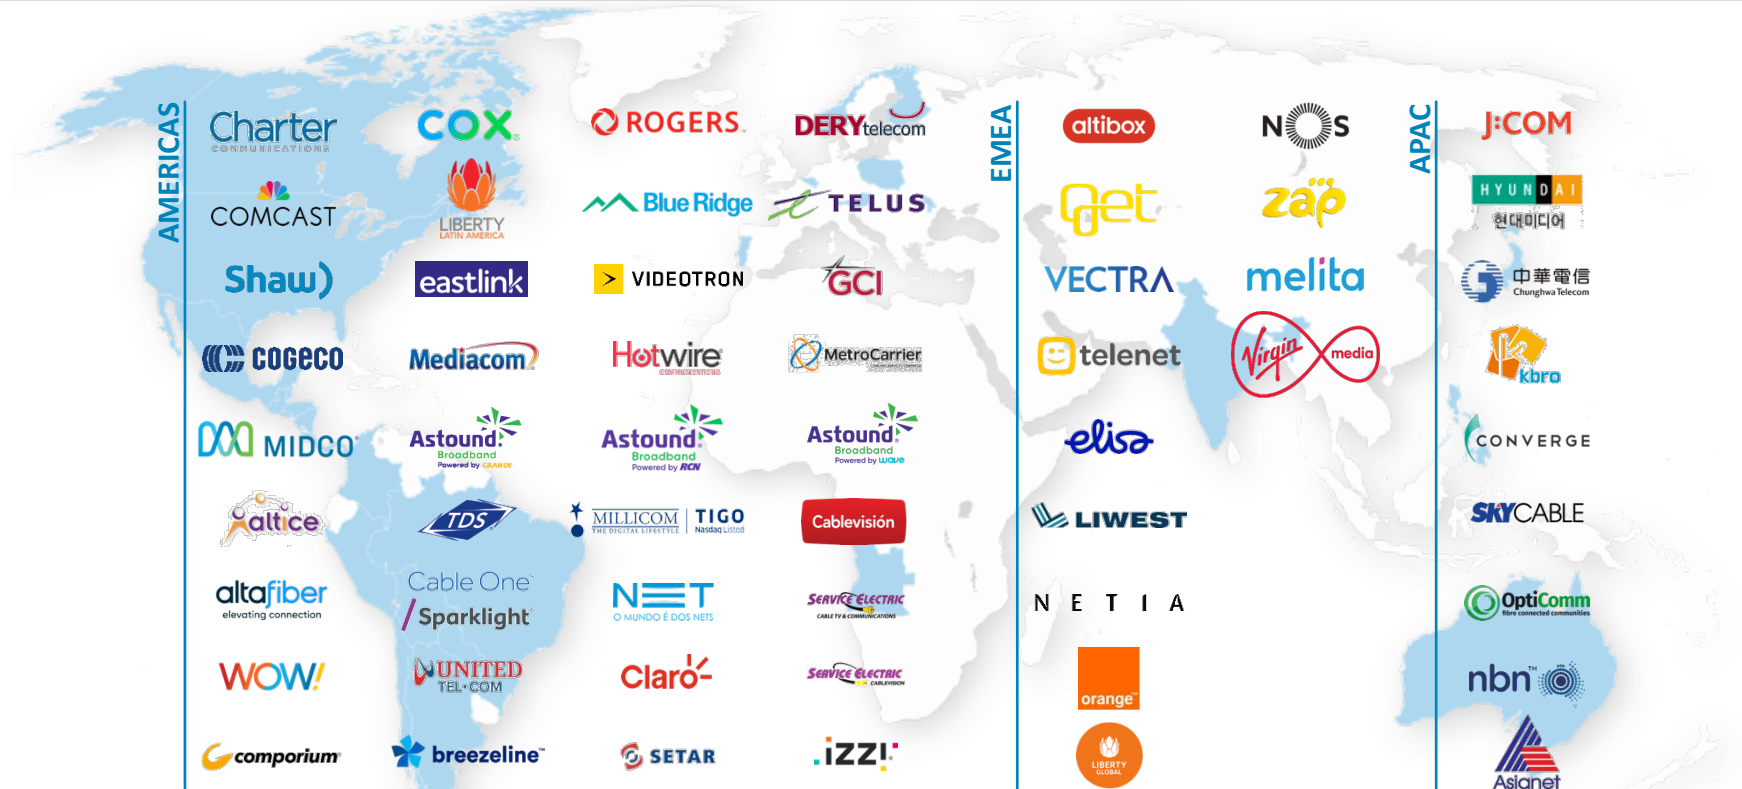 AMERICAS
Charter
COMMUNICATIONS
COX
ROGERS
DERYtelecom
COMCAST
LIBERTY
LATIN AMERICA
Blue Ridge
TELUS
Shaw)
eastlink
VIDEOTRON
GCI
COGECO
Mediacom
Hotwire
COMMUNICATIONS
MetroCarrier
MIDCO
Astound
Broadband
Powered by GRANDE
Astound
Broadband
Powered by RCN
Astound
Broadband
Powered by wave
altice
TDS
MILLICOM
THE DIGITAL LIFESTYLE
TIGO
Nasdaq Listed
Cablevisión
altafiber
elevating connection
Cable One
Sparklight
NET
O MUNDO É DOS NETS
SERVICE ELECTRIC
CABLE TV & COMMUNICATIONS
WOW!
UNITED
TEL•COM
Claro
SERVICE ELECTRIC
CABLEVISION
comporium
breezeline™
SETAR
izzi
EMEA
altibox
NOS
Get
zap
VECTRA
melita
telenet
Virgin media
elisa
LIWEST
NETIA
orange™
LIBERTY
GLOBAL
APAC
J:COM
HYUNDAI
현대미디어
中華電信
Chunghwa Telecom
kbro
CONVERGE
SKYCABLE
OptiComm
fibre connected communities
nbn™
Asianet